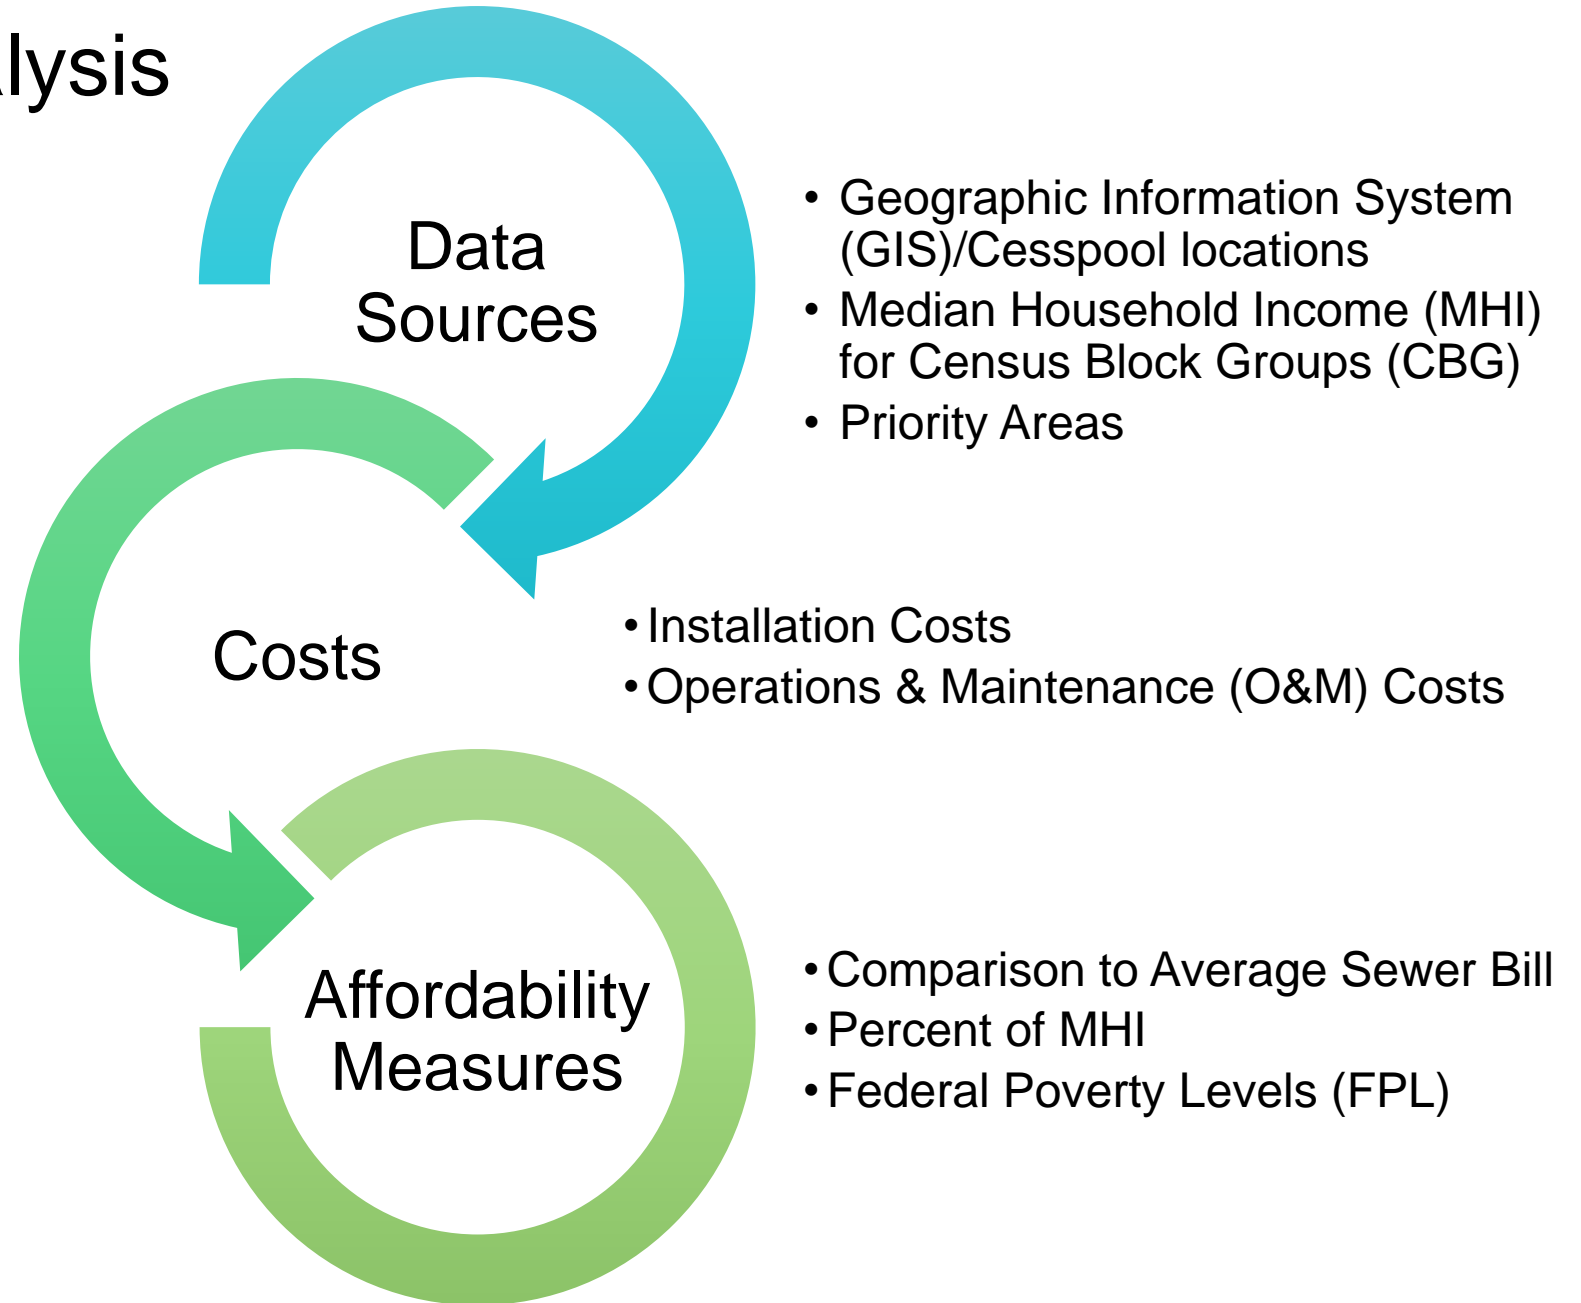 lysis
Data
Sources
• Geographic Information System
(GIS)/Cesspool locations
• Median Household Income (MHI)
for Census Block Groups (CBG)
• Priority Areas
Costs
• Installation Costs
• Operations & Maintenance (O&M) Costs
Affordability
Measures
• Comparison to Average Sewer Bill
• Percent of MHI
• Federal Poverty Levels (FPL)